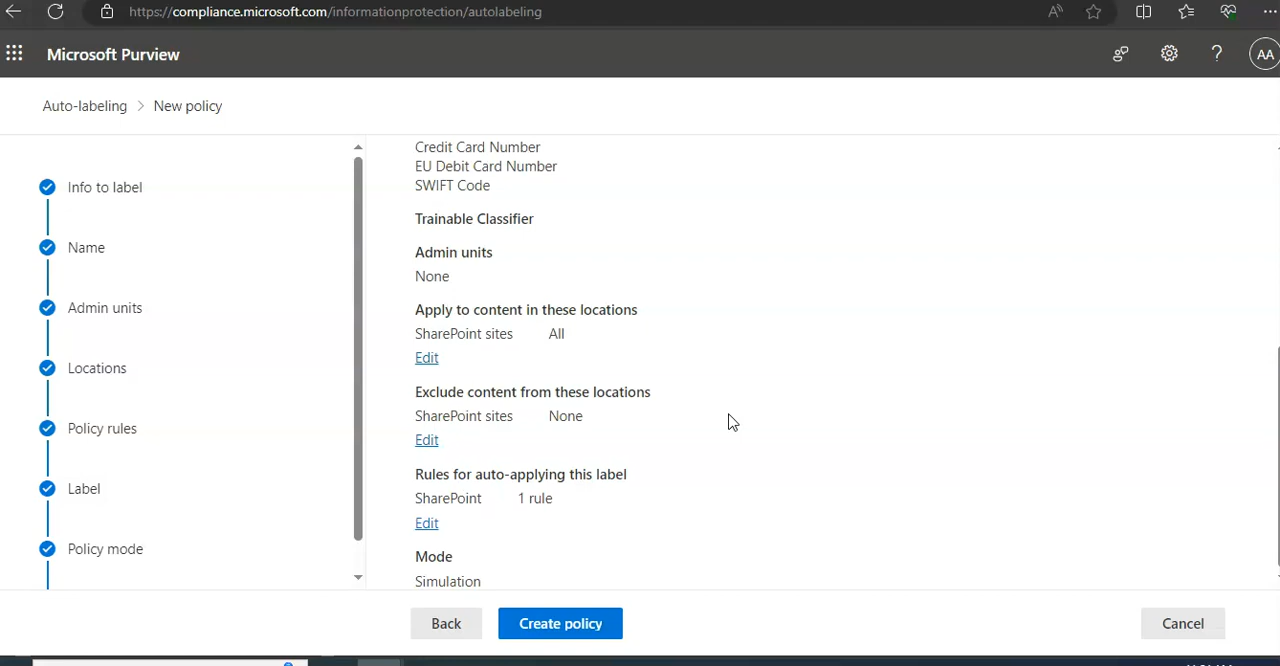 https://compliance.microsoft.com/informationprotection/autolabeling
Microsoft Purview
AA
Auto-labeling > New policy
Info to label
Name
Admin units
Locations
Policy rules
Label
Policy mode
Credit Card Number
EU Debit Card Number
SWIFT Code
Trainable Classifier
Admin units
None
Apply to content in these locations
SharePoint sites All
Edit
Exclude content from these locations
SharePoint sites None
Edit
Rules for auto-applying this label
SharePoint 1 rule
Edit
Mode
Simulation
Back
Create policy
Cancel